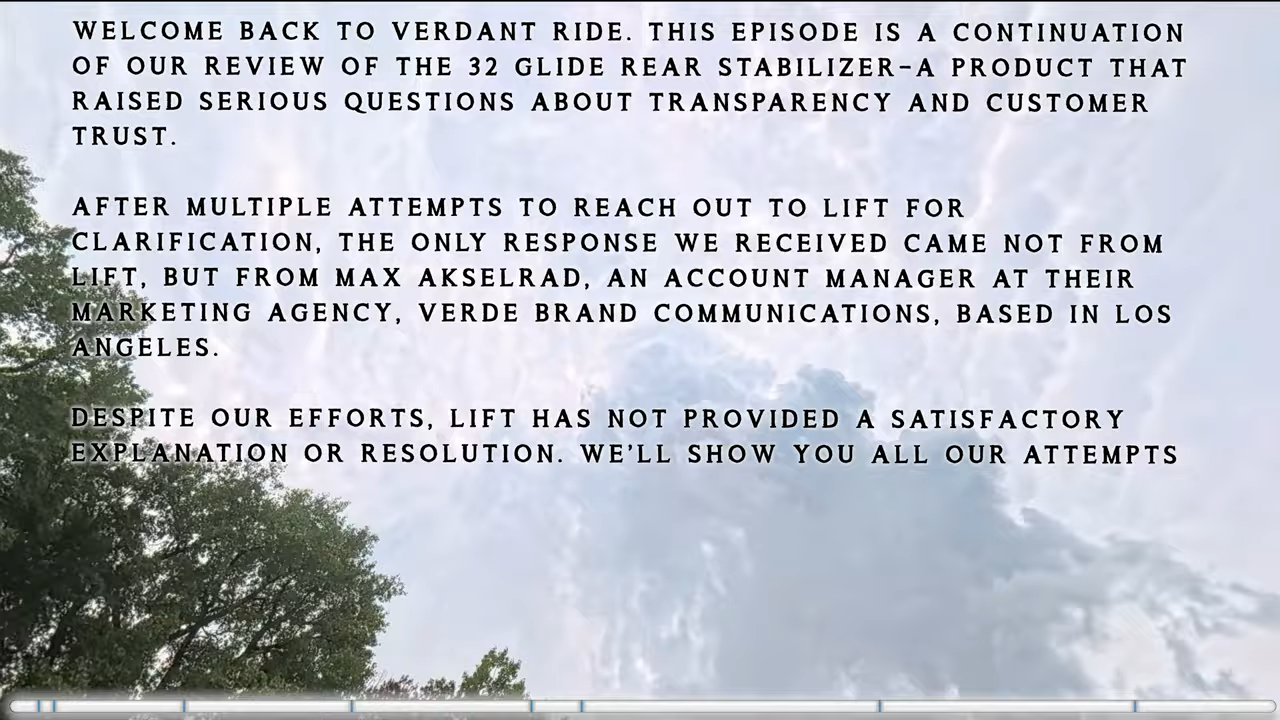 WELCOME BACK TO VERDANT RIDE. THIS EPISODE IS A CONTINUATION
OF OUR REVIEW OF THE 32 GLIDE REAR STABILIZER–A PRODUCT THAT
RAISED SERIOUS QUESTIONS ABOUT TRANSPARENCY AND CUSTOMER
TRUST.
AFTER MULTIPLE ATTEMPTS TO REACH OUT TO LIFT FOR
CLARIFICATION, THE ONLY RESPONSE WE RECEIVED CAME NOT FROM
LIFT, BUT FROM MAX AKSELRAD, AN ACCOUNT MANAGER AT THEIR
MARKETING AGENCY, VERDE BRAND COMMUNICATIONS, BASED IN LOS
ANGELES.
DESPITE OUR EFFORTS, LIFT HAS NOT PROVIDED A SATISFACTORY
EXPLANATION OR RESOLUTION. WE’LL SHOW YOU ALL OUR ATTEMPTS